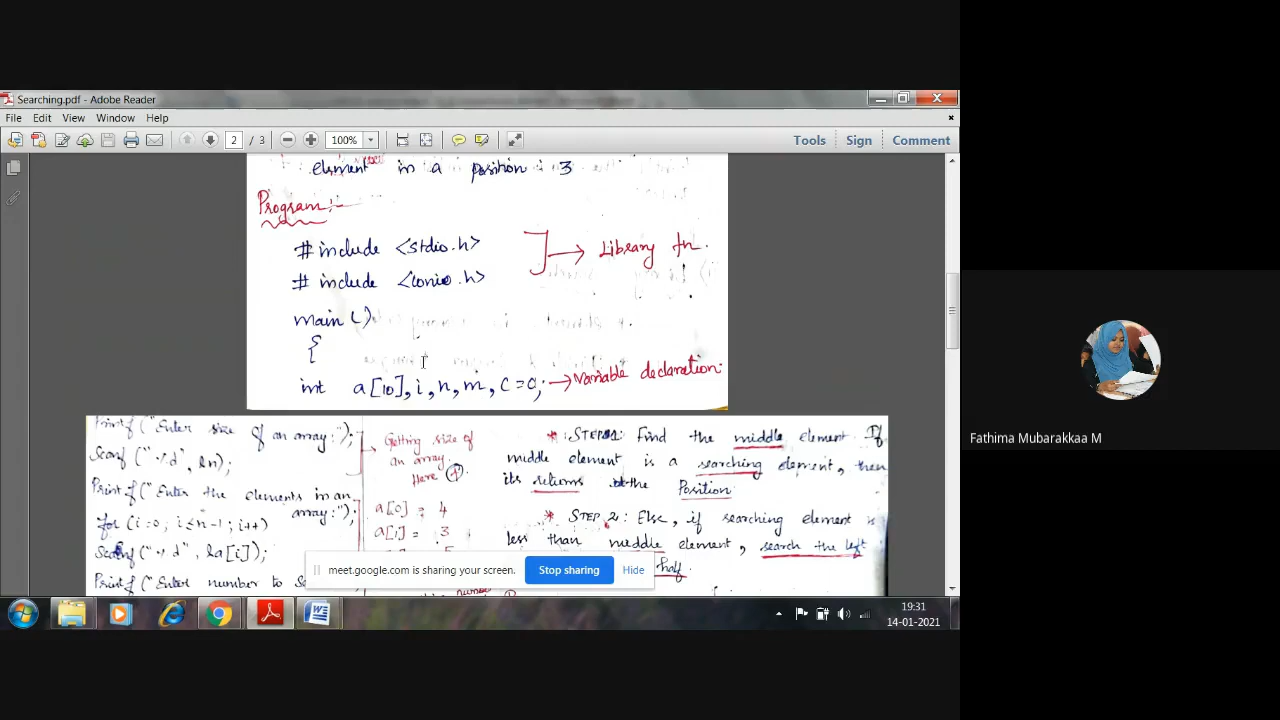 Searching.pdf - Adobe Reader
File Edit View Window Help
2 / 3 100% Tools Sign Comment
element in a position : 3
Program :-
# include <stdio.h>
# include <conio.h>
] → Library fn.
main ()
{
int a[10], i, n, m, c=0; → Variable declaration.
Printf ("Enter size of an array:");
Scanf ("%d", &n);
Printf ("Enter the elements in an
array:");
for (i=0; i≤n-1; i++)
Scanf ("%d", &a[i]);
Printf ("Enter number to
Getting size of
an array.
Here 4.
a[0] = 4
a[1] = 3
5
number
* STEP 1: Find the middle element. If
middle element is a searching element, then
its returns the Position.
* STEP 2: Else, if searching element is
less than middle element, search the left
half.
meet.google.com is sharing your screen. Stop sharing Hide
19:31
14-01-2021
Fathima Mubarakkaa M